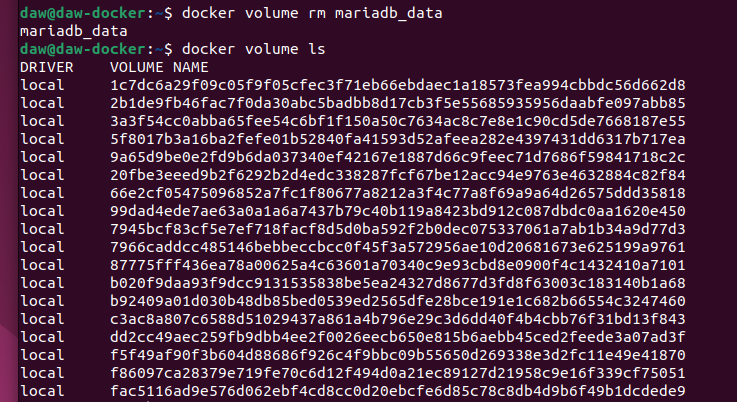 daw@daw-docker:~$ docker volume rm mariadb_data
mariadb_data
daw@daw-docker:~$ docker volume ls
DRIVER    VOLUME NAME
local     1c7dc6a29f09c05f9f05cfec3f71eb66ebdaec1a18573fea994cbbdc56d662d8
local     2b1de9fb46fac7f0da30abc5badbb8d17cb3f5e55685935956daabfe097abb85
local     3a3f54cc0abba65fee54c6bf1f150a50c7634ac8c7e8e1c90cd5de7668187e55
local     5f8017b3a16ba2fefe01b52840fa41593d52afeea282e4397431dd6317b717ea
local     9a65d9be0e2fd9b6da037340ef42167e1887d66c9feec71d7686f59841718c2c
local     20fbe3eeed9b2f6292b2d4edc338287fcf67be12acc94e9763e4632884c82f84
local     66e2cf05475096852a7fc1f80677a8212a3f4c77a8f69a9a64d26575ddd35818
local     99dad4ede7ae63a0a1a6a7437b79c40b119a8423bd912c087dbdc0aa1620e450
local     7945bcf83cf5e7ef718facf8d5d0ba592f2b0dec075337061a7ab1b34a9d77d3
local     7966caddcc485146bebbeccbcc0f45f3a572956ae10d20681673e625199a9761
local     87775fff436ea78a00625a4c63601a70340c9e93cbd8e0900f4c1432410a7101
local     b020f9daa93f9dcc9131535838be5ea24327d8677d3fd8f63003c183140b1a68
local     b92409a01d030b48db85bed0539ed2565dfe28bce191e1c682b66554c3247460
local     c3ac8a807c6588d51029437a861a4b796e29c3d6dd40f4b4cbb76f31bd13f843
local     dd2cc49aec259fb9dbb4ee2f0026eecb650e815b6aebb45ced2feede3a07ad3f
local     f5f49af90f3b604d88686f926c4f9bbc09b55650d269338e3d2fc11e49e41870
local     f86097ca28379e719fe70c6d12f494d0a21ec89127d21958c9e16f339cf75051
local     fac5116ad9e576d062ebf4cd8cc0d20ebcfe6d85c78c8db4d9b6f49b1dcdede9